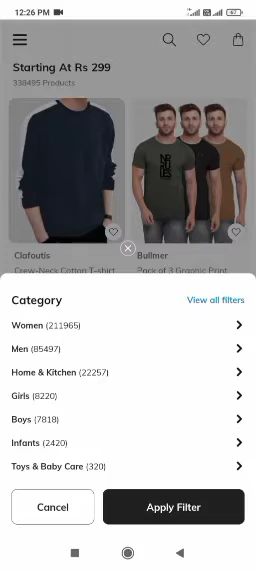 12:26 PM
67
Starting At Rs 299
338495 Products
Clafoutis
Bullmer
Crew-Neck Cotton T-shirt
Pack of 3 Graphic Print
Category
View all filters
Women (211965)
Men (85497)
Home & Kitchen (22257)
Girls (8220)
Boys (7818)
Infants (2420)
Toys & Baby Care (320)
Cancel
Apply Filter